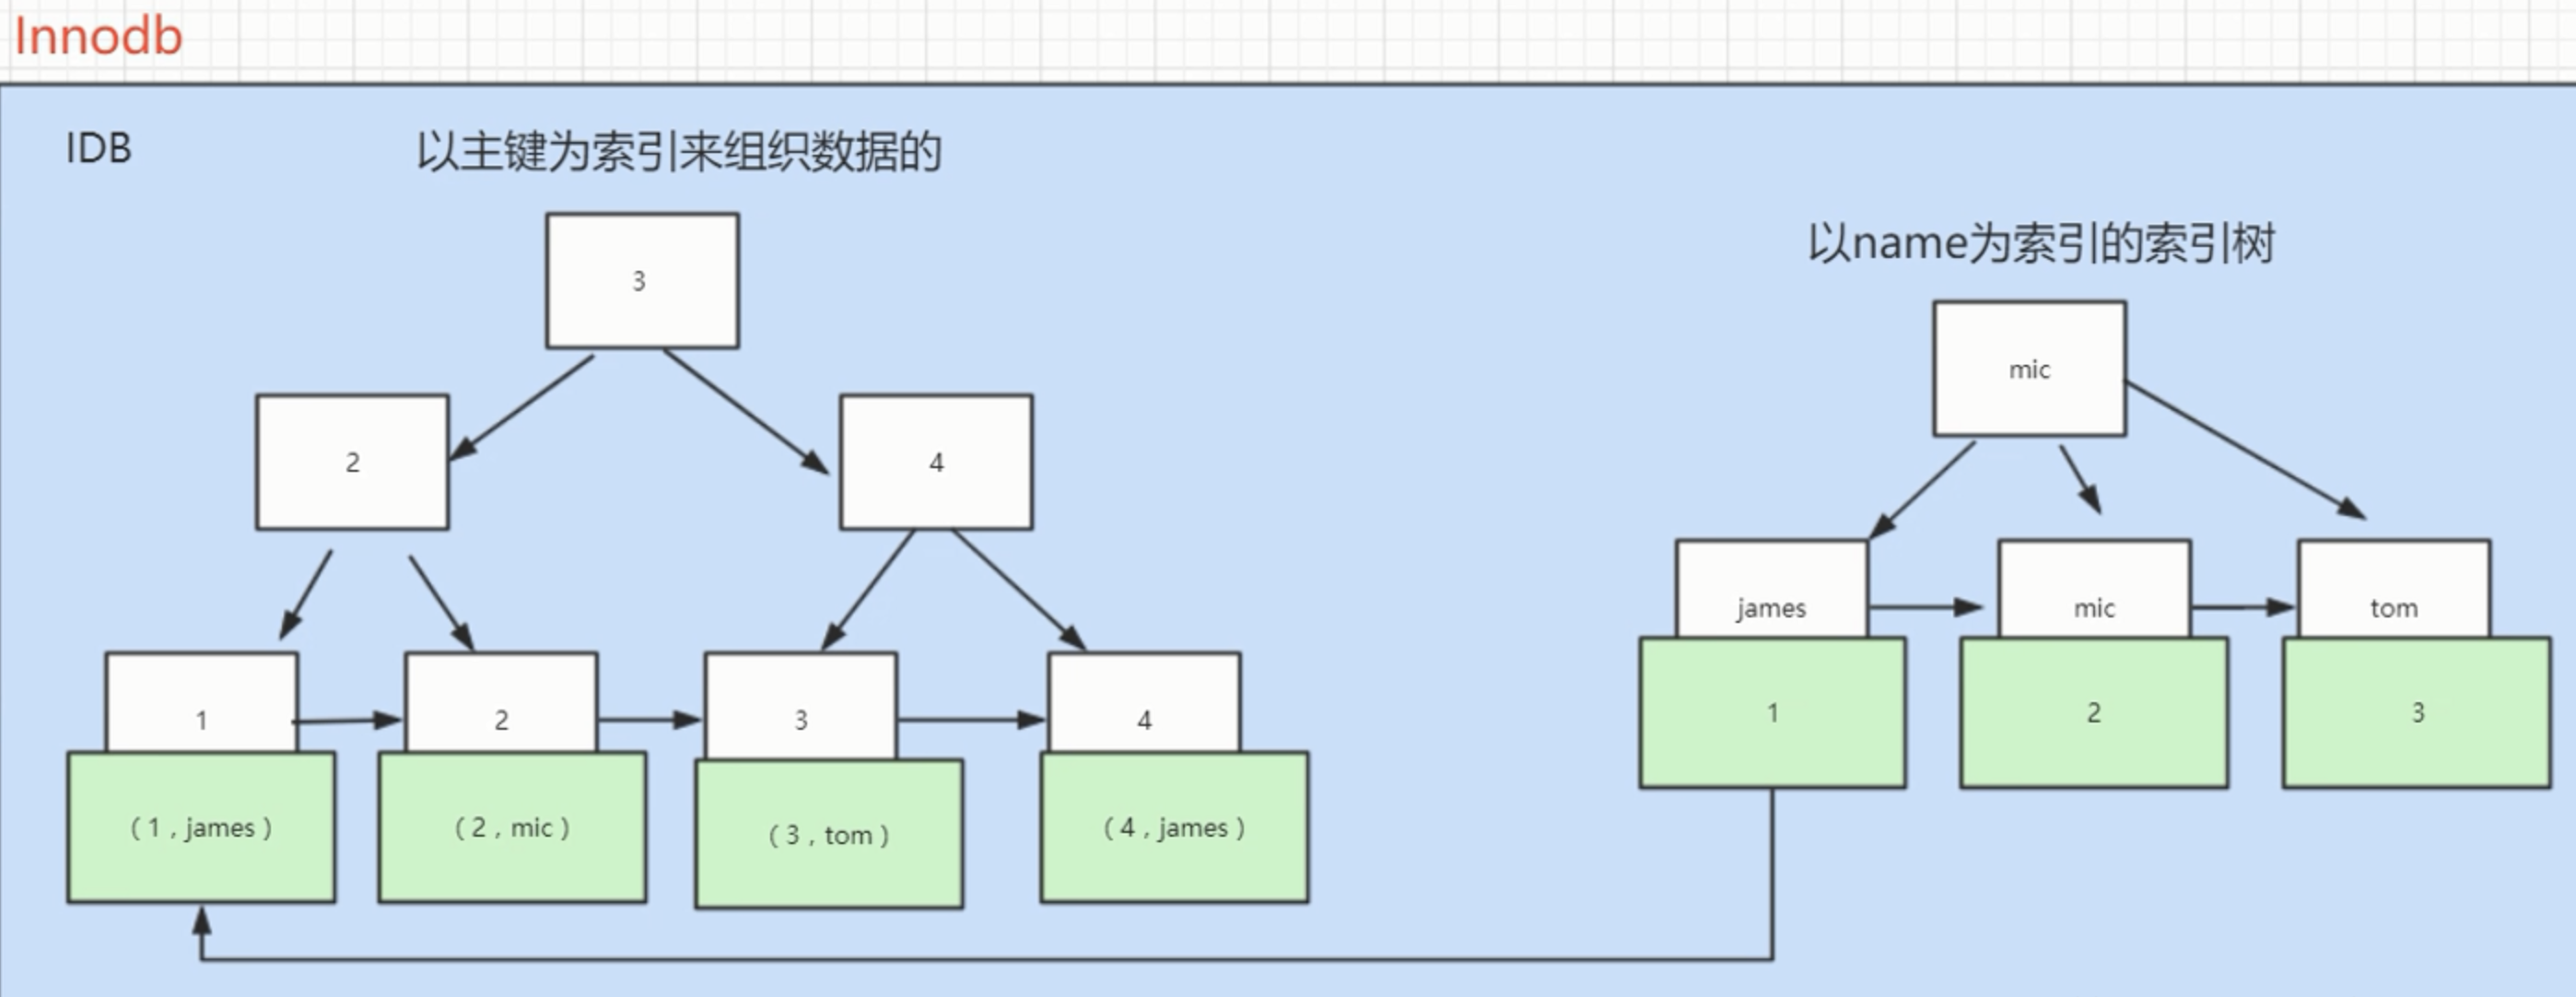 Innodb
IDB
以主键为索引来组织数据的
3
2
4
1
2
3
4
(1,james)
(2,mic)
(3,tom)
(4,james)
以name为索引的索引树
mic
james
mic
tom
1
2
3